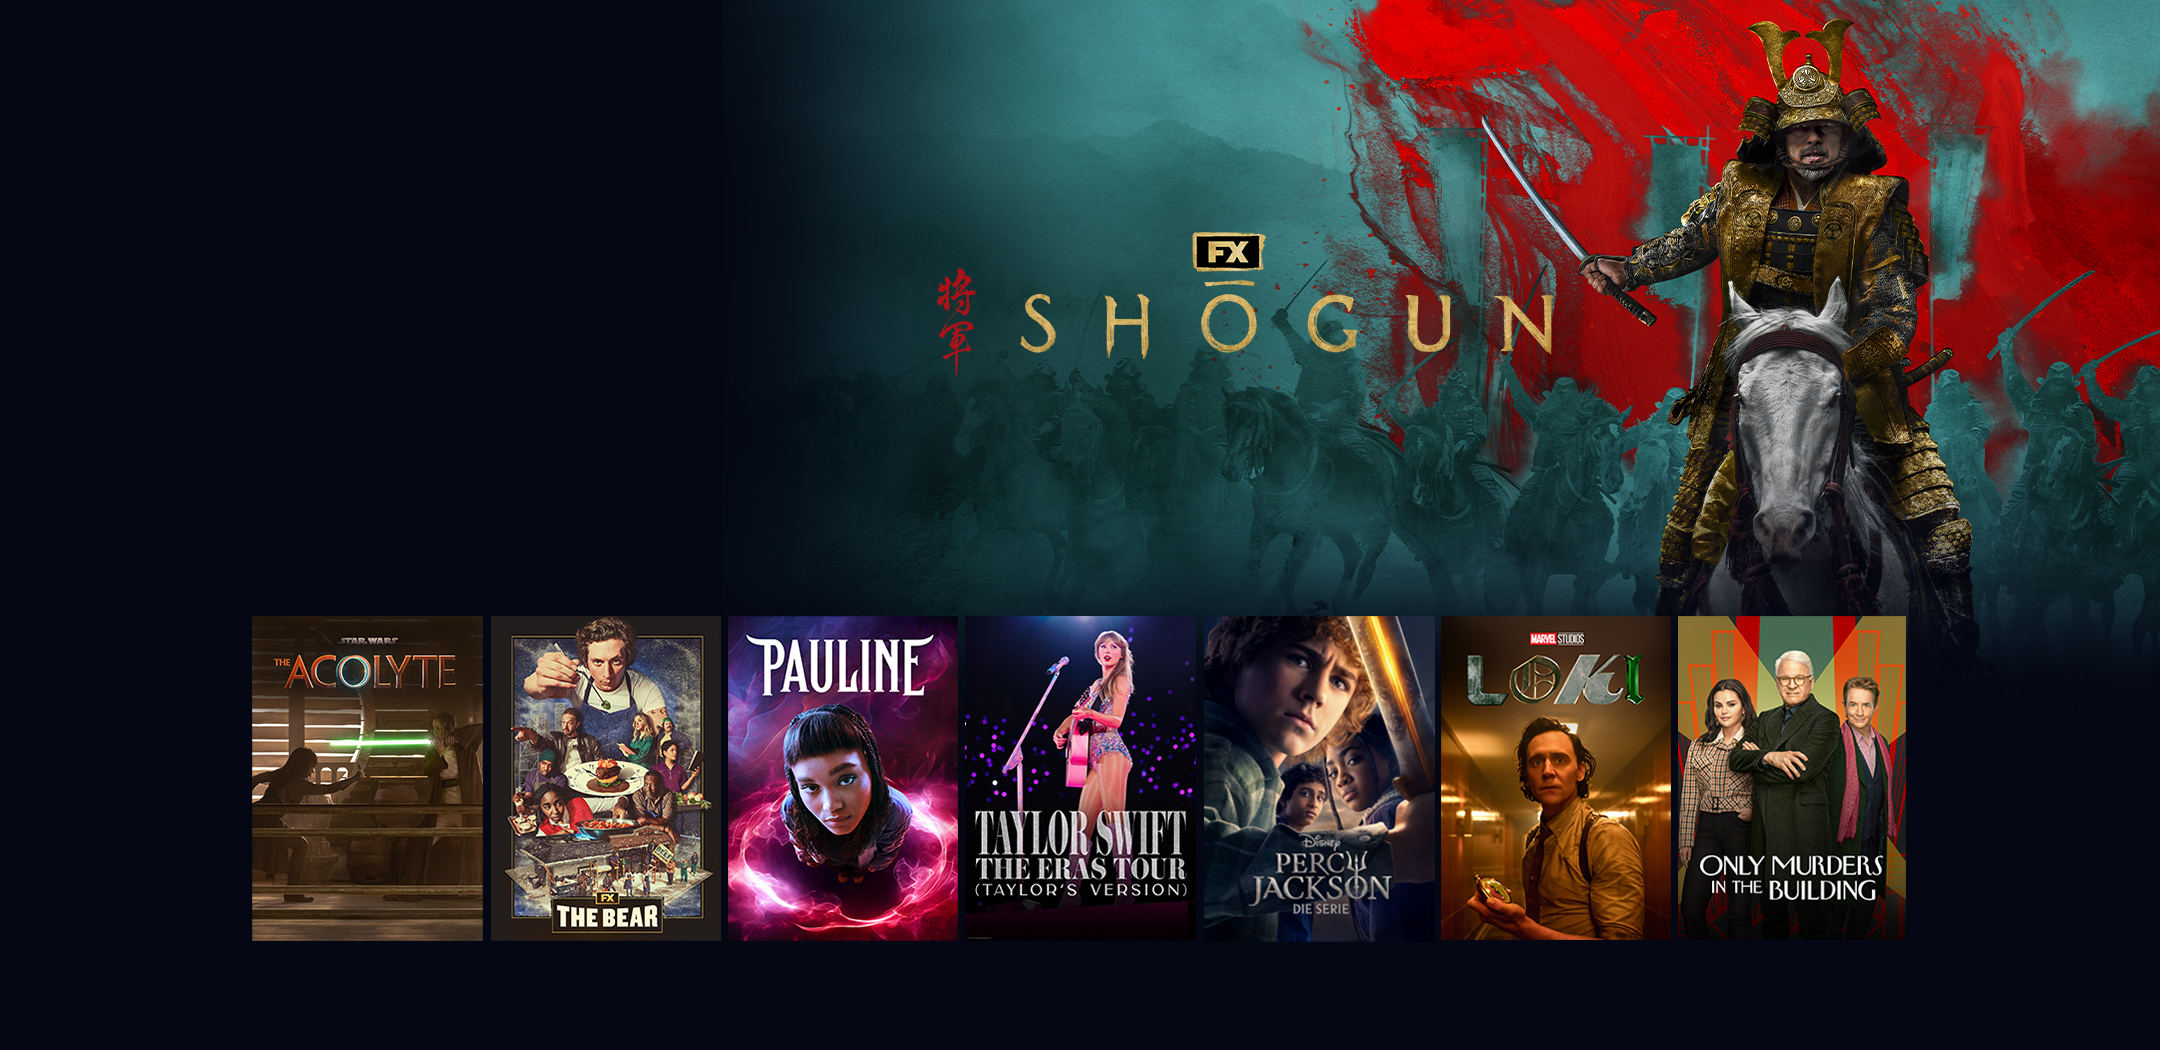 FX
将
軍
SHŌGUN
STAR WARS
THE ACOLYTE
FX
THE BEAR
PAULINE
TAYLOR SWIFT
THE ERAS TOUR
(TAYLOR'S VERSION)
Disney
PERCY
JACKSON
DIE SERIE
MARVEL STUDIOS
LOKI
ONLY MURDERS
IN THE BUILDING